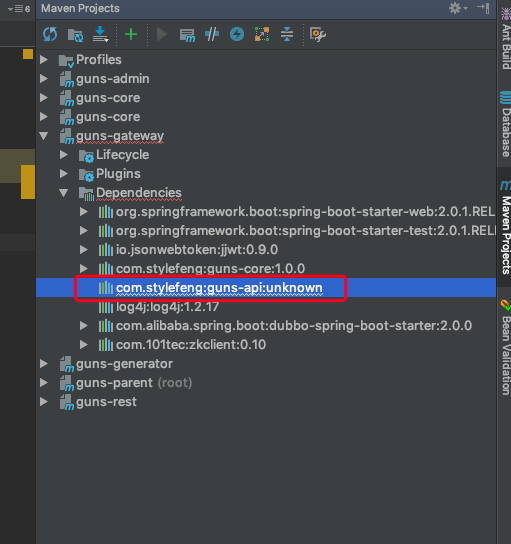 6
Maven Projects
Profiles
guns-admin
guns-core
guns-core
guns-gateway
Lifecycle
Plugins
Dependencies
org.springframework.boot:spring-boot-starter-web:2.0.1.REL
org.springframework.boot:spring-boot-starter-test:2.0.1.REL
io.jsonwebtoken:jjwt:0.9.0
com.stylefeng:guns-core:1.0.0
com.stylefeng:guns-api:unknown
log4j:log4j:1.2.17
com.alibaba.spring.boot:dubbo-spring-boot-starter:2.0.0
com.101tec:zkclient:0.10
guns-generator
guns-parent (root)
guns-rest
Ant Build
Database
Maven Projects
Bean Validation